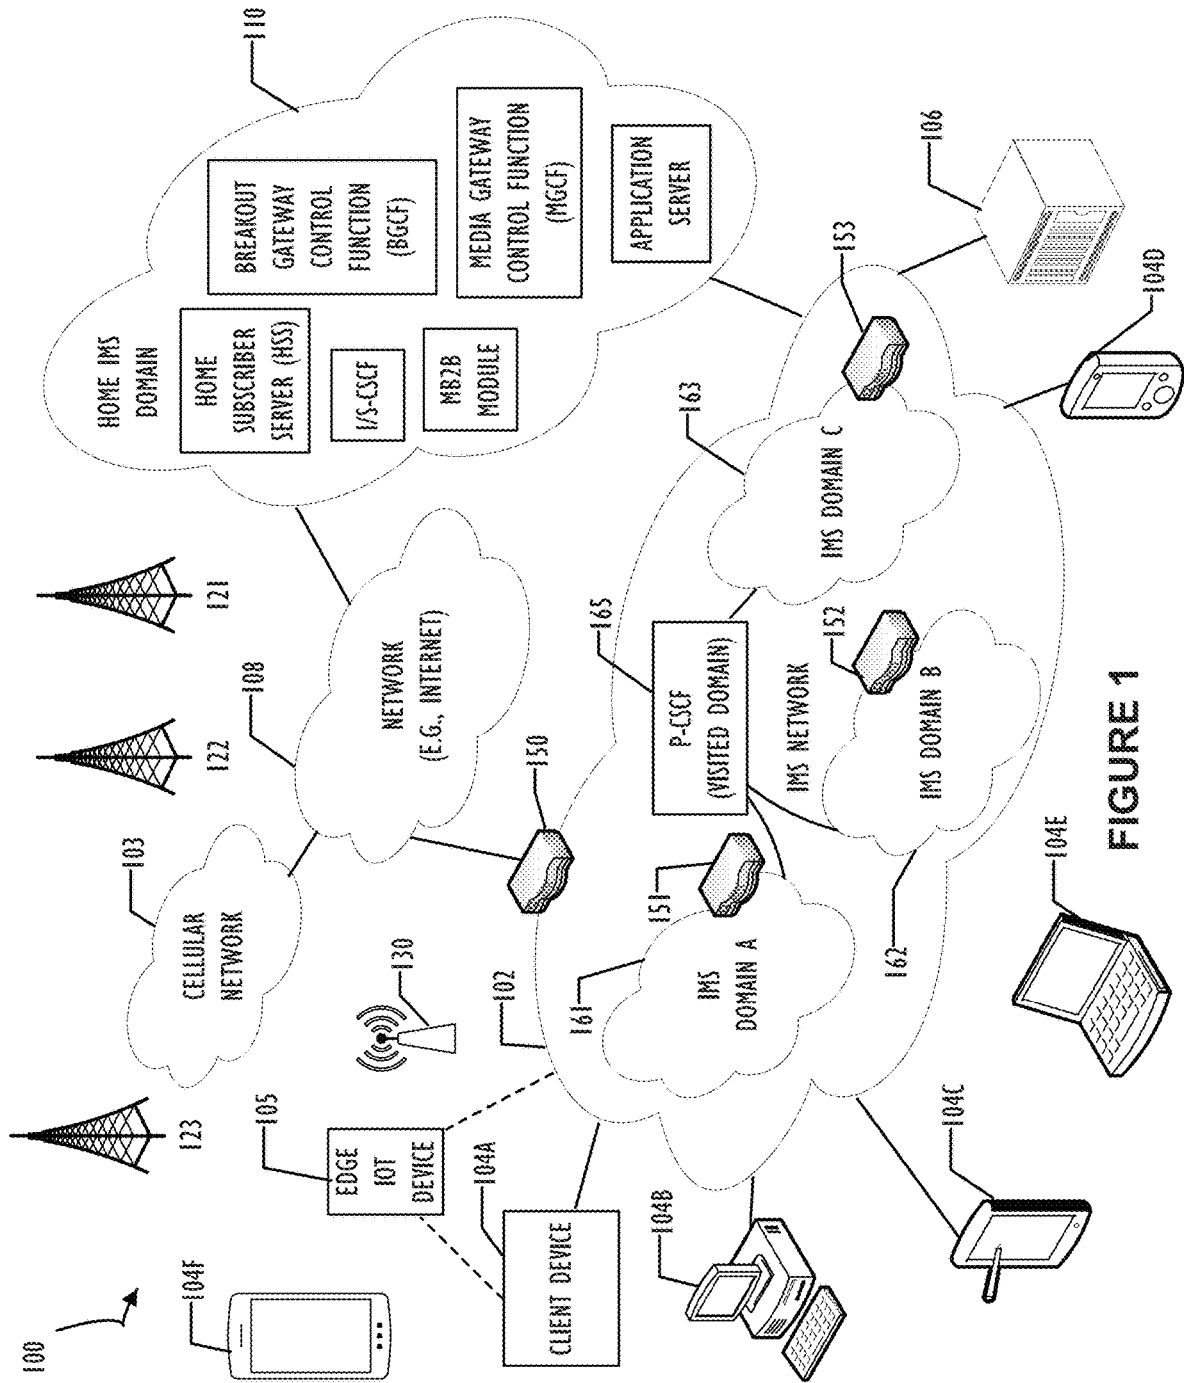 100
104F
123
CELLULAR
NETWORK
103
122
121
HOME IMS
DOMAIN
110
105
EDGE
IOT
DEVICE
130
108
NETWORK
(E.G., INTERNET)
HOME
SUBSCRIBER
SERVER (HSS)
BREAKOUT
GATEWAY
CONTROL
FUNCTION
(BGCF)
I/S-CSCF
MB2B
MODULE
MEDIA GATEWAY
CONTROL FUNCTION
(MGCF)
APPLICATION
SERVER
104A
CLIENT DEVICE
102
150
161
165
104B
151
P-CSCF
(VISITED DOMAIN)
163
IMS
DOMAIN A
IMS NETWORK
152
IMS DOMAIN C
153
162
IMS DOMAIN B
106
104C
104E
104D
FIGURE 1